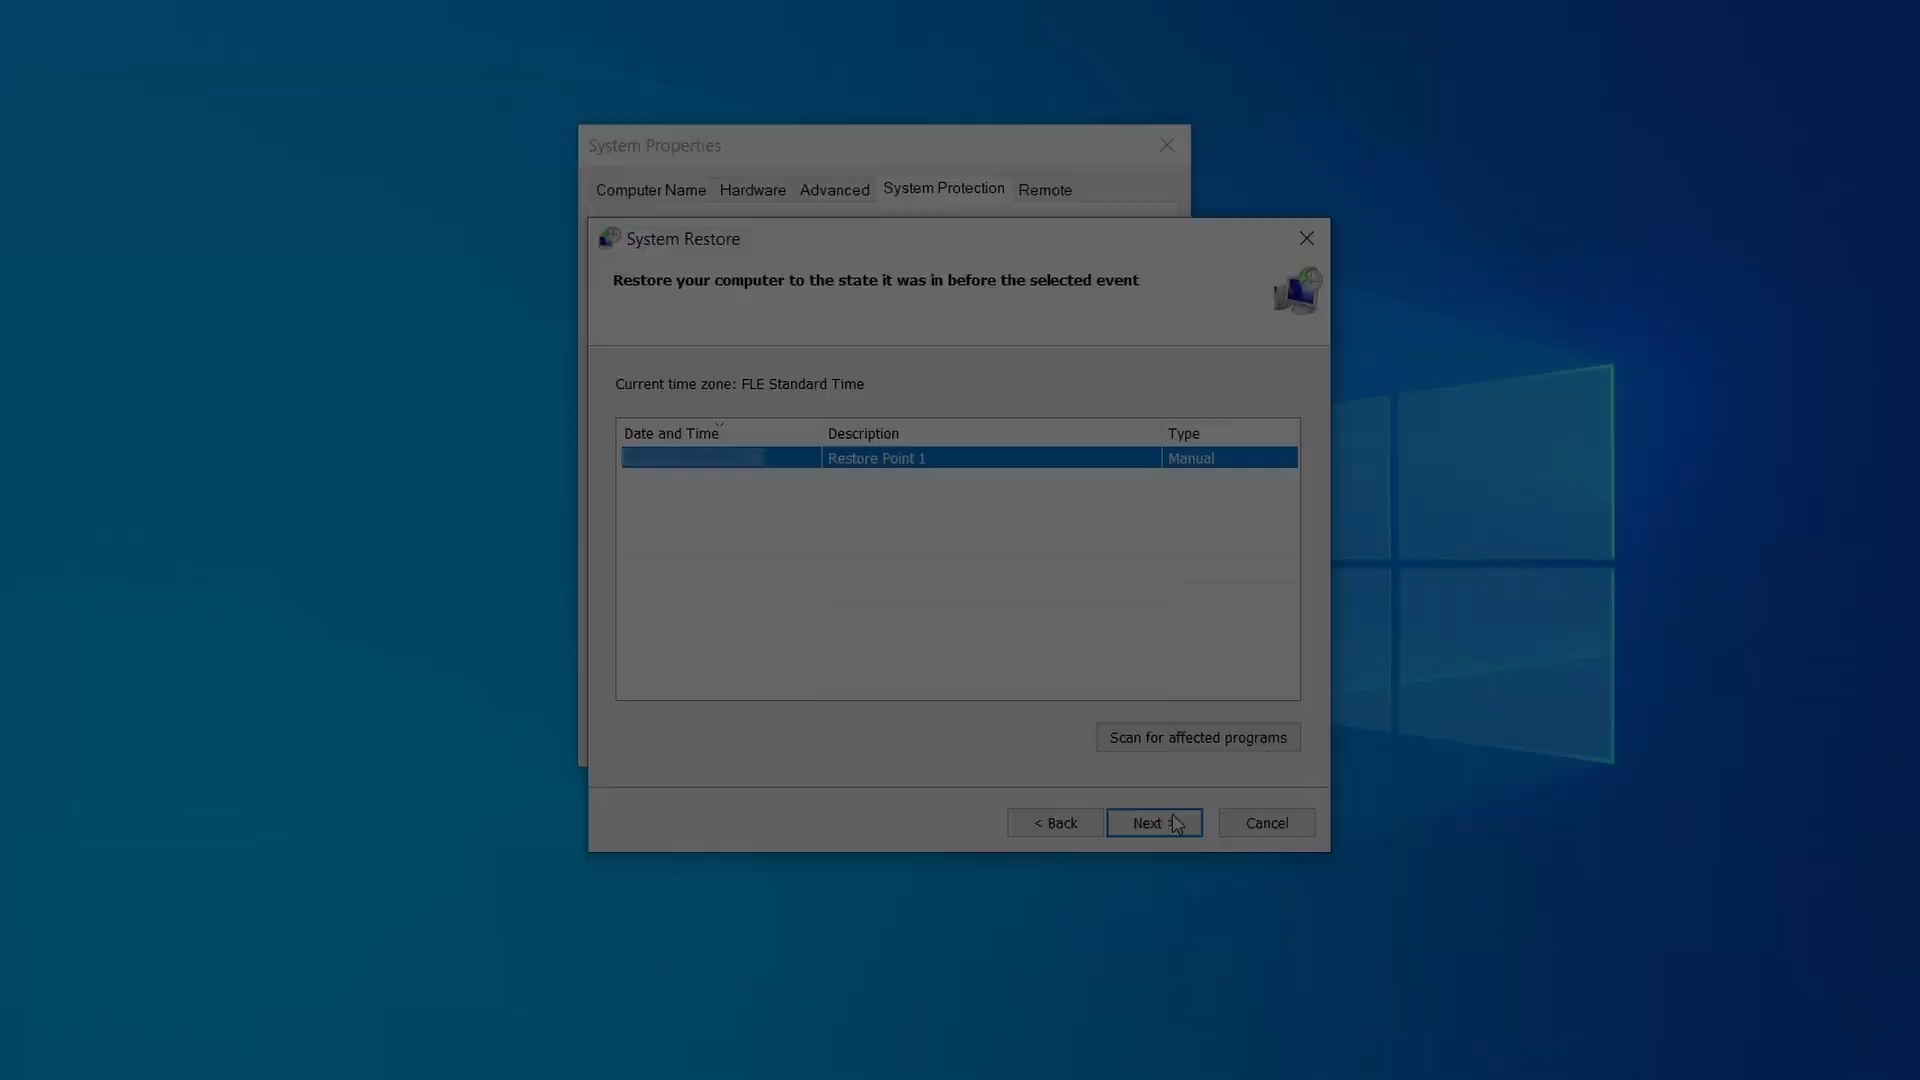 System Properties
Computer Name Hardware Advanced System Protection Remote
System Restore
Restore your computer to the state it was in before the selected event
Current time zone: FLE Standard Time
Date and Time Description Type
Restore Point 1 Manual
Scan for affected programs
< Back Next > Cancel